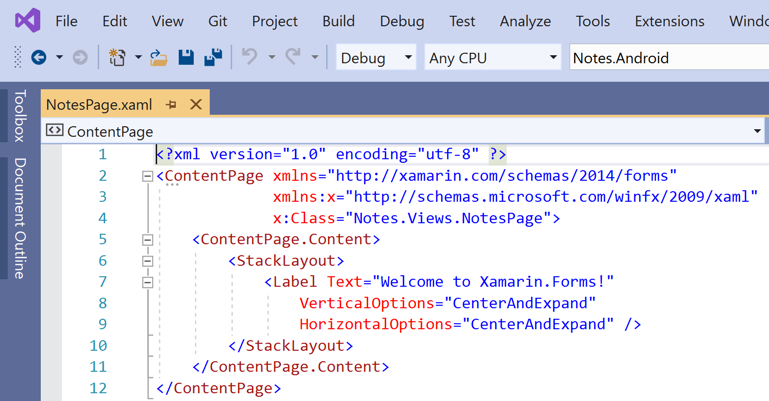 File Edit View Git Project Build Debug Test Analyze Tools Extensions
Debug Any CPU Notes.Android
Toolbox
Document Outline
NotesPage.xaml
ContentPage
1 <?xml version="1.0" encoding="utf-8" ?>
2 <ContentPage xmlns="http://xamarin.com/schemas/2014/forms"
3 xmlns:x="http://schemas.microsoft.com/winfx/2009/xaml"
4 x:Class="Notes.Views.NotesPage">
5 <ContentPage.Content>
6 <StackLayout>
7 <Label Text="Welcome to Xamarin.Forms!"
8 VerticalOptions="CenterAndExpand"
9 HorizontalOptions="CenterAndExpand" />
10 </StackLayout>
11 </ContentPage.Content>
12 </ContentPage>